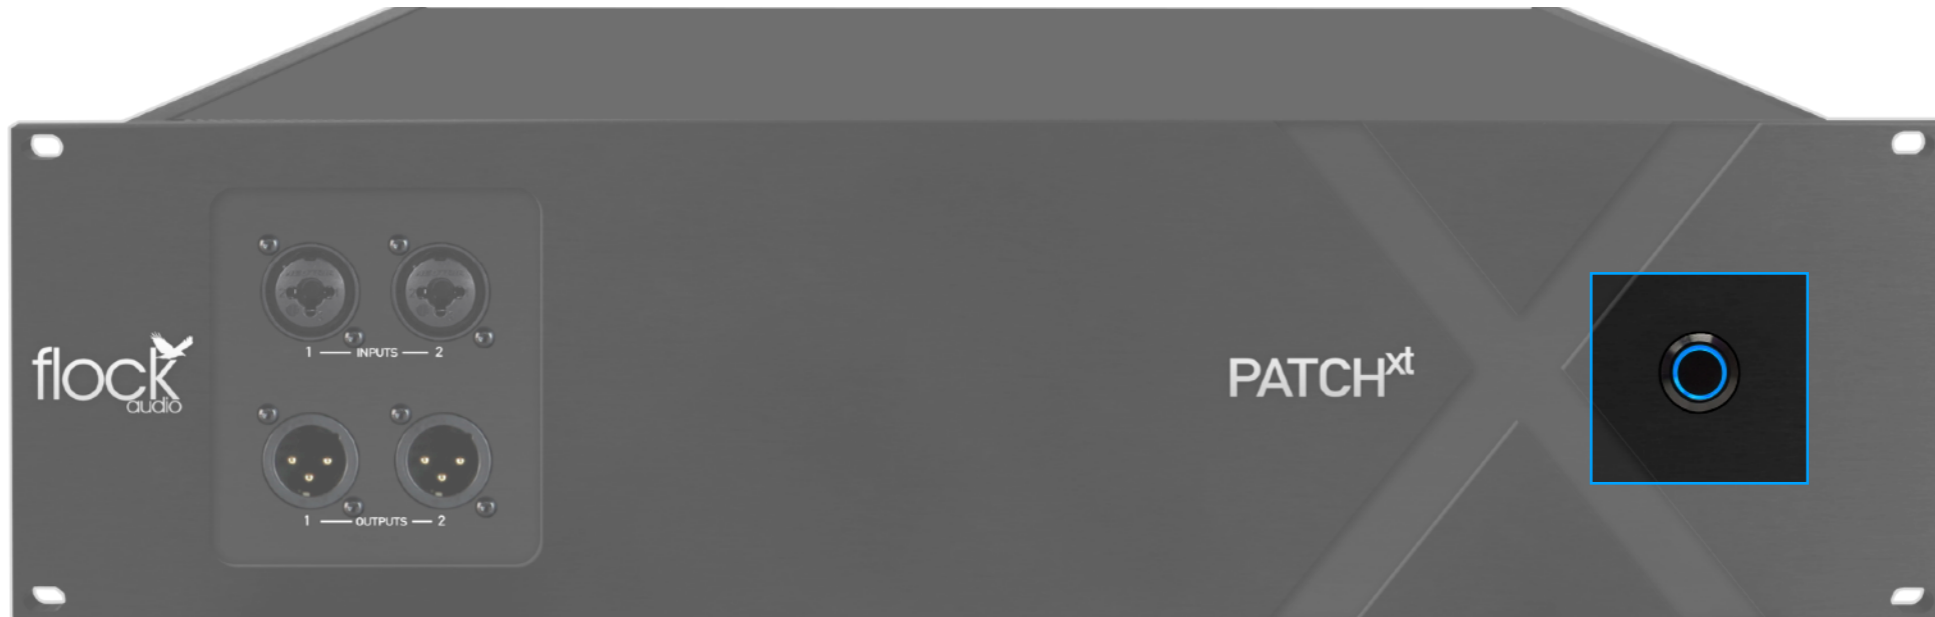 flock
audio
1 INPUTS 2
1 OUTPUTS 2
PATCHxt